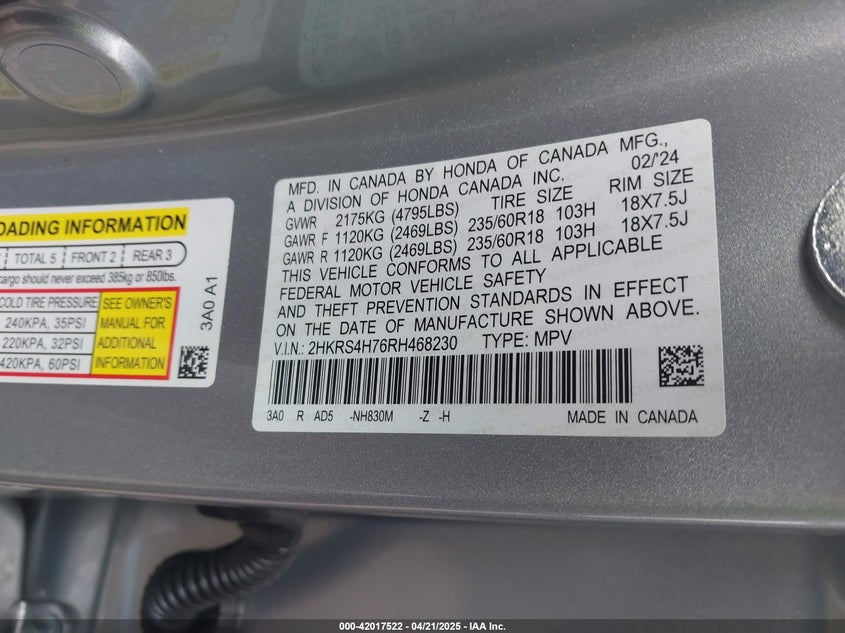 OADING INFORMATION
TOTAL 5 FRONT 2 REAR 3
cargo should never exceed 385kg or 850lbs.
COLD TIRE PRESSURE
240KPA, 35PSI
220KPA, 32PSI
420KPA, 60PSI
SEE OWNER'S
MANUAL FOR
ADDITIONAL
INFORMATION
3A0 A1
MFD. IN CANADA BY HONDA OF CANADA MFG.,
A DIVISION OF HONDA CANADA INC. 02/'24
GVWR 2175KG (4795LBS) TIRE SIZE RIM SIZE
GAWR F 1120KG (2469LBS) 235/60R18 103H 18X7.5J
GAWR R 1120KG (2469LBS) 235/60R18 103H 18X7.5J
THIS VEHICLE CONFORMS TO ALL APPLICABLE
FEDERAL MOTOR VEHICLE SAFETY
AND THEFT PREVENTION STANDARDS IN EFFECT
ON THE DATE OF MANUFACTURE SHOWN ABOVE.
V.I.N.: 2HKRS4H76RH468230 TYPE: MPV
3A0 R AD5 -NH830M -Z -H MADE IN CANADA
000-42017522 - 04/21/2025 - IAA Inc.